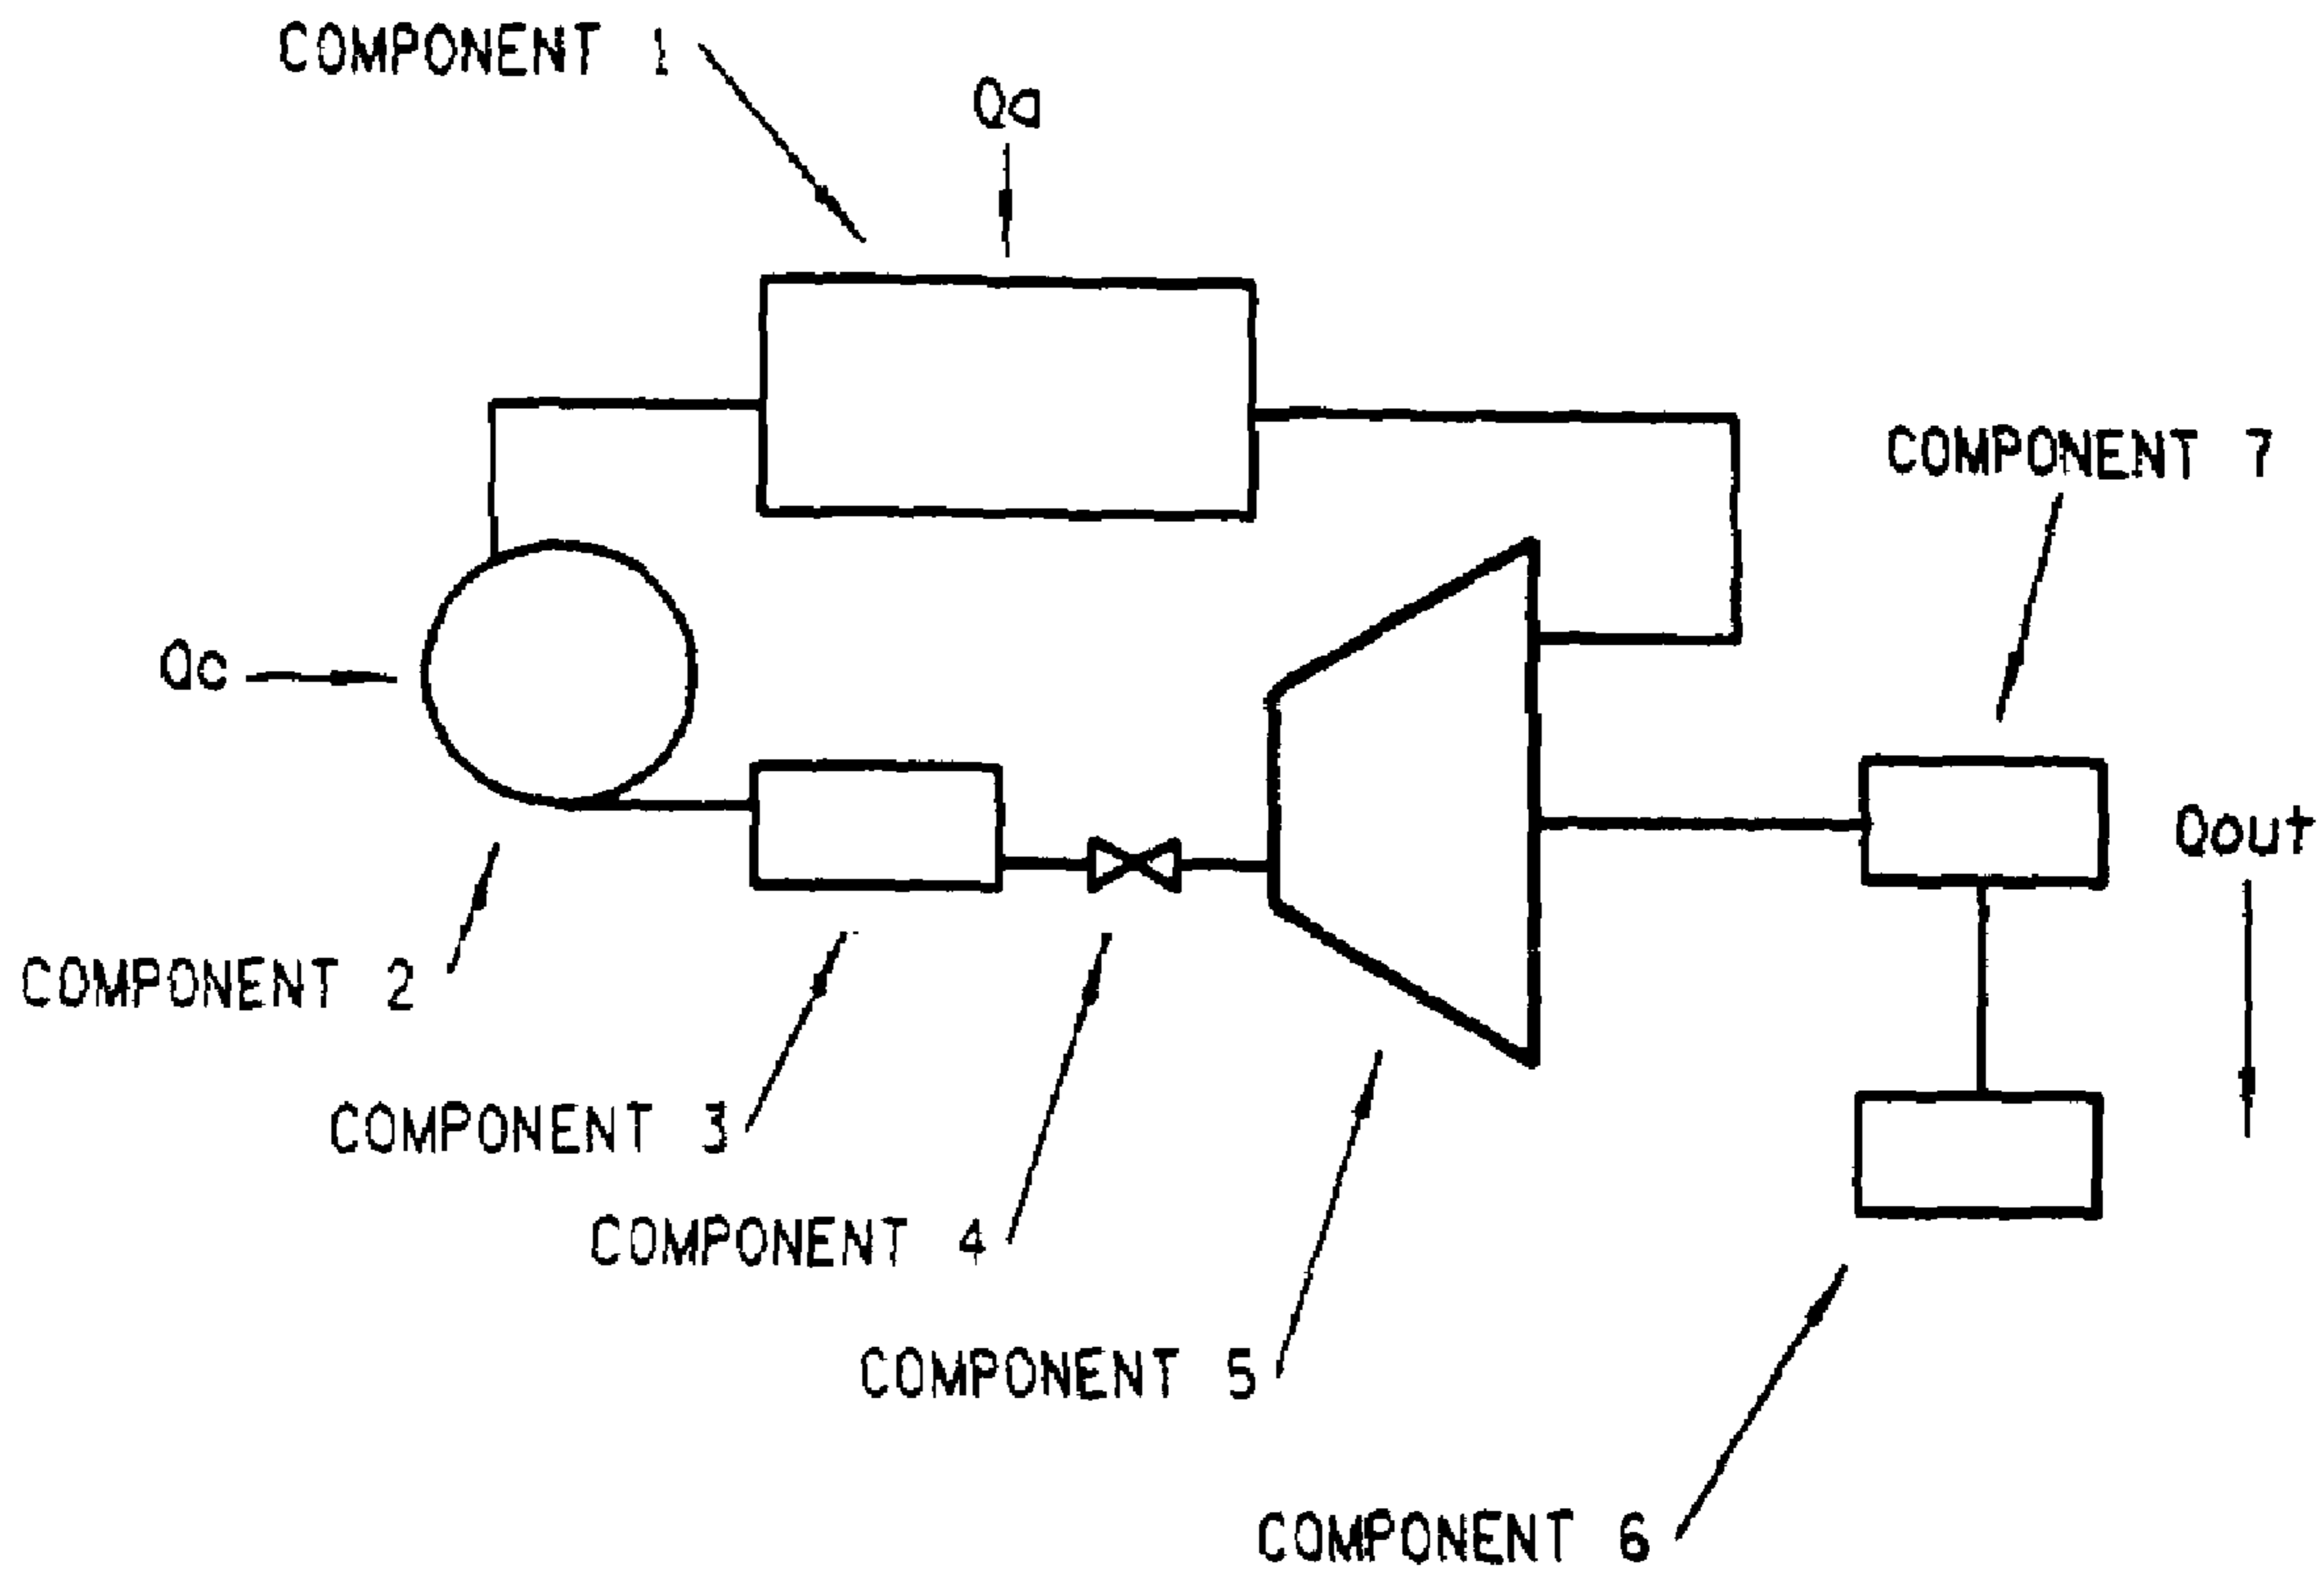 COMPONENT 1
Qa
COMPONENT 7
Qc
Qout
COMPONENT 2
COMPONENT 3
COMPONENT 4
COMPONENT 5
COMPONENT 6